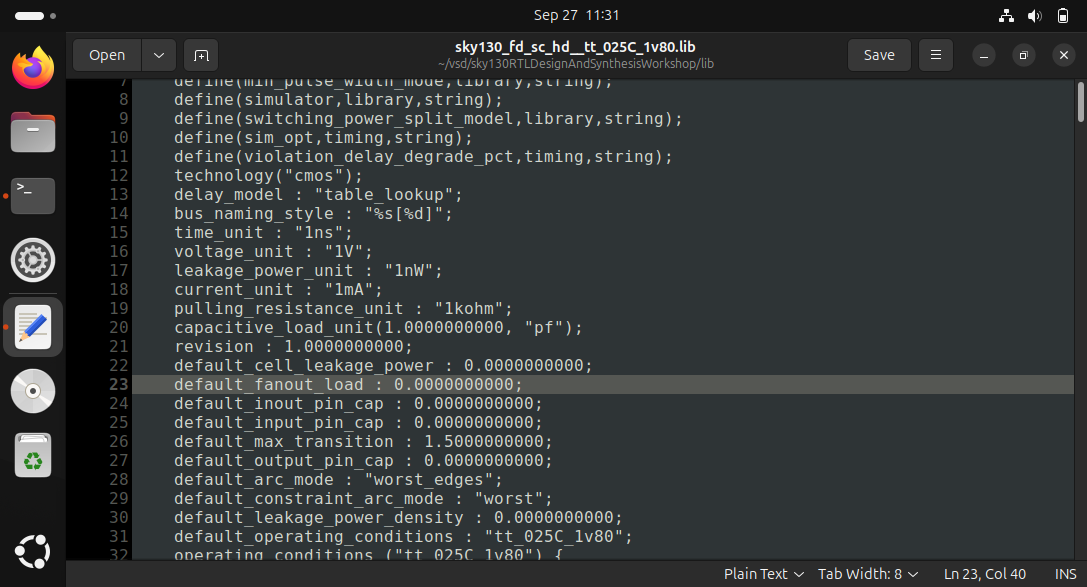 Sep 27 11:31
Open
sky130_fd_sc_hd__tt_025C_1v80.lib
~/vsd/sky130RTLDesignAndSynthesisWorkshop/lib
Save
7 define(min_pulse_width_mode,library,string);
8 define(simulator,library,string);
9 define(switching_power_split_model,library,string);
10 define(sim_opt,timing,string);
11 define(violation_delay_degrade_pct,timing,string);
12 technology("cmos");
13 delay_model : "table_lookup";
14 bus_naming_style : "%s[%d]";
15 time_unit : "1ns";
16 voltage_unit : "1V";
17 leakage_power_unit : "1nW";
18 current_unit : "1mA";
19 pulling_resistance_unit : "1kohm";
20 capacitive_load_unit(1.0000000000, "pf");
21 revision : 1.0000000000;
22 default_cell_leakage_power : 0.0000000000;
23 default_fanout_load : 0.0000000000;
24 default_inout_pin_cap : 0.0000000000;
25 default_input_pin_cap : 0.0000000000;
26 default_max_transition : 1.5000000000;
27 default_output_pin_cap : 0.0000000000;
28 default_arc_mode : "worst_edges";
29 default_constraint_arc_mode : "worst";
30 default_leakage_power_density : 0.0000000000;
31 default_operating_conditions : "tt_025C_1v80";
32 operating_conditions ("tt_025C_1v80") {
Plain Text Tab Width: 8 Ln 23, Col 40 INS